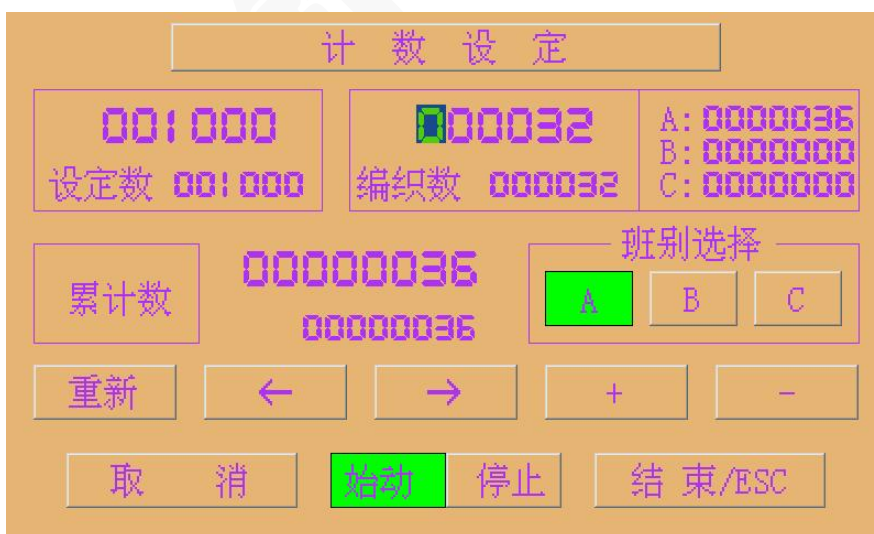 计 数 设 定
001000
设定数 001000
000032
编织数 000032
A:0000036
B:0000000
C:0000000
累计数
00000036
00000036
班别选择
A B C
重新 ← → + -
取 消 始动 停止 结 束/ESC